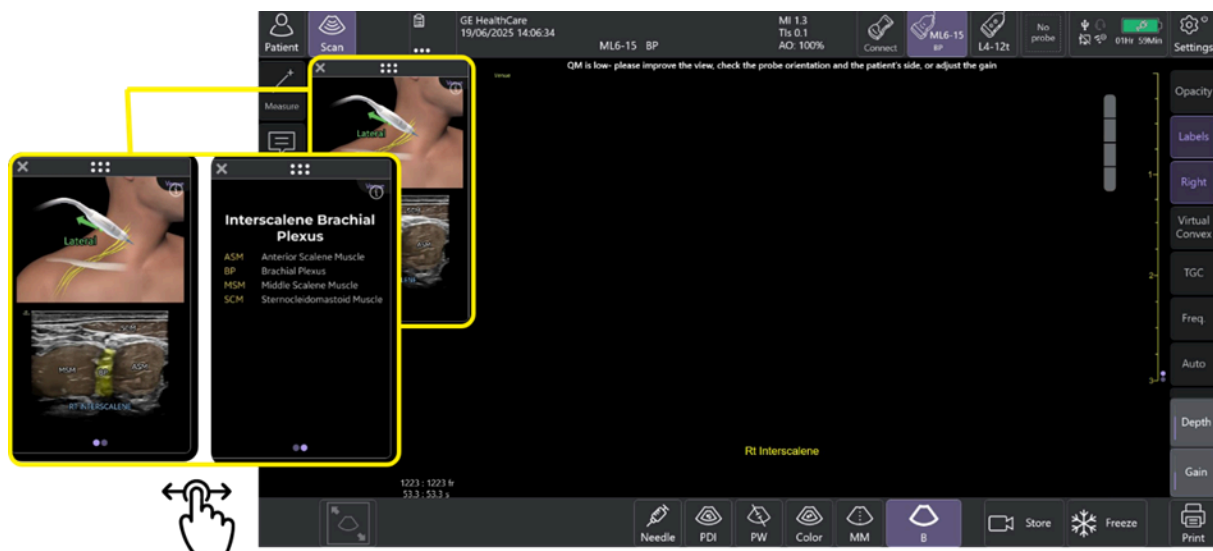 GE HealthCare
19/06/2025 14:06:34
ML6-15 BP
MI 1.3
TIs 0.1
AO: 100%
Patient
Scan
Connect
ML6-15
BP
L4-12t
No
probe
01Hr 59Min
Settings
QM is low- please improve the view, check the probe orientation and the patient's side, or adjust the gain
Venue
Measure
Lateral
ASM
Lateral
SCM
MSM
ASM
RT INTERSCALENE
Interscalene Brachial
Plexus
ASM Anterior Scalene Muscle
BP Brachial Plexus
MSM Middle Scalene Muscle
SCM Sternocleidomastoid Muscle
1
2
3
Opacity
Labels
Right
Virtual
Convex
TGC
Freq.
Auto
Depth
Gain
Rt Interscalene
1223 : 1223 fr
53.3 : 53.3 s
Needle
PDI
PW
Color
MM
B
Store
Freeze
Print